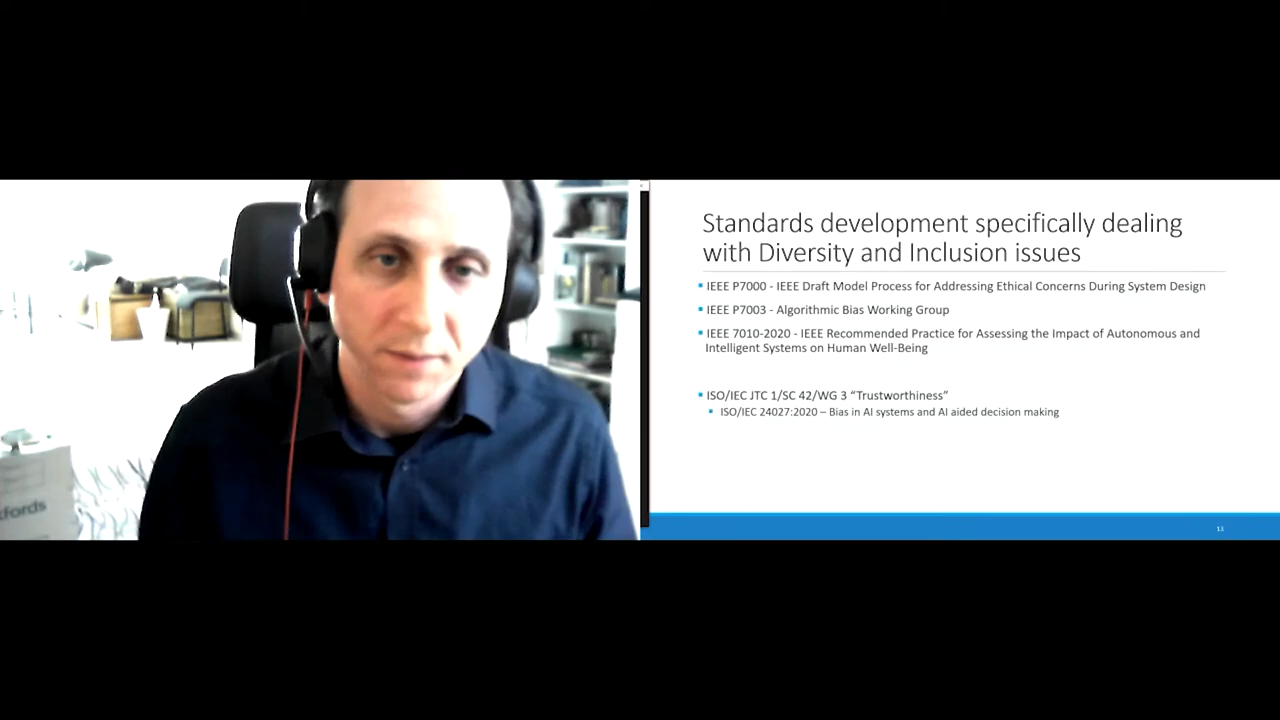 Standards development specifically dealing
with Diversity and Inclusion issues
IEEE P7000 - IEEE Draft Model Process for Addressing Ethical Concerns During System Design
IEEE P7003 - Algorithmic Bias Working Group
IEEE 7010-2020 - IEEE Recommended Practice for Assessing the Impact of Autonomous and
Intelligent Systems on Human Well-Being
ISO/IEC JTC 1/SC 42/WG 3 “Trustworthiness”
ISO/IEC 24027:2020 – Bias in AI systems and AI aided decision making
13